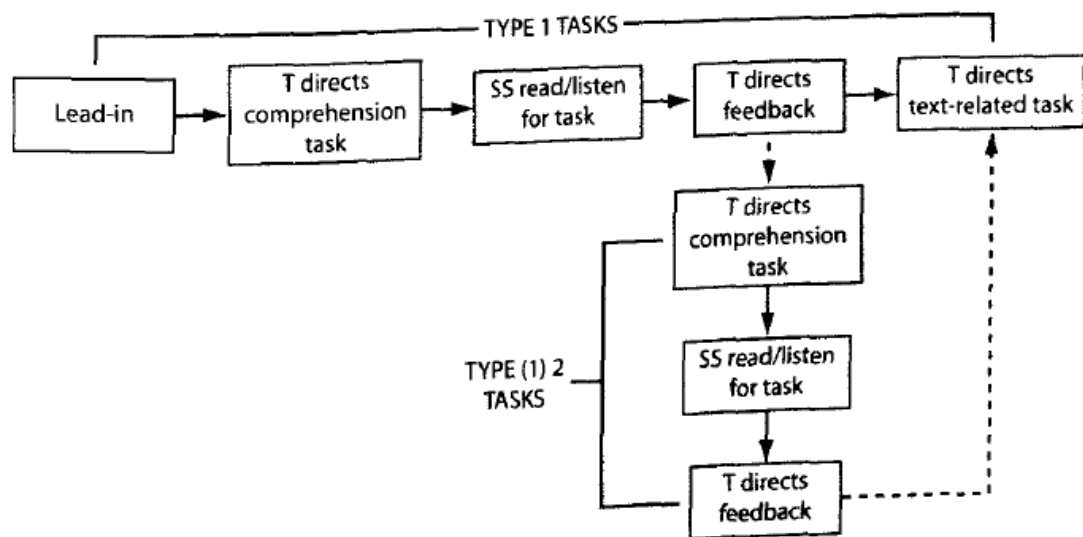 TYPE 1 TASKS
Lead-in
T directs
comprehension
task
SS read/listen
for task
T directs
feedback
T directs
text-related task
T directs
comprehension
task
SS read/listen
for task
TYPE (1) 2
TASKS
T directs
feedback